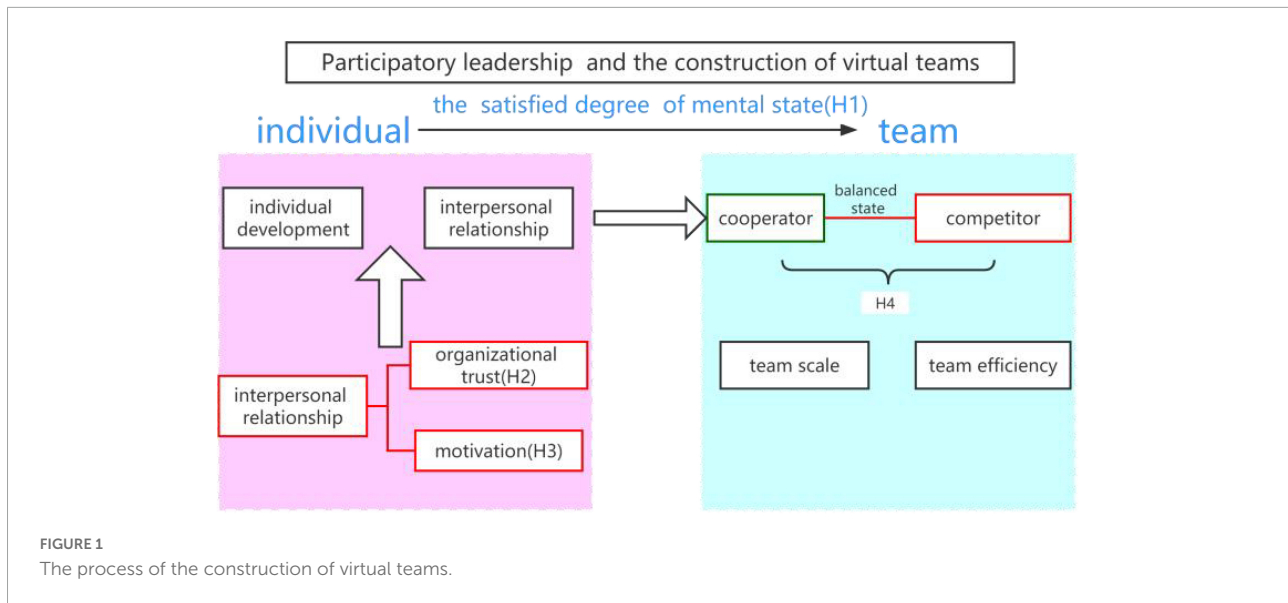 Participatory leadership and the construction of virtual teams
the satisfied degree of mental state(H1)
individual
team
individual
development
interpersonal
relationship
cooperator
balanced
state
competitor
H4
organizational
trust(H2)
interpersonal
relationship
motivation(H3)
team scale
team efficiency
FIGURE 1
The process of the construction of virtual teams.